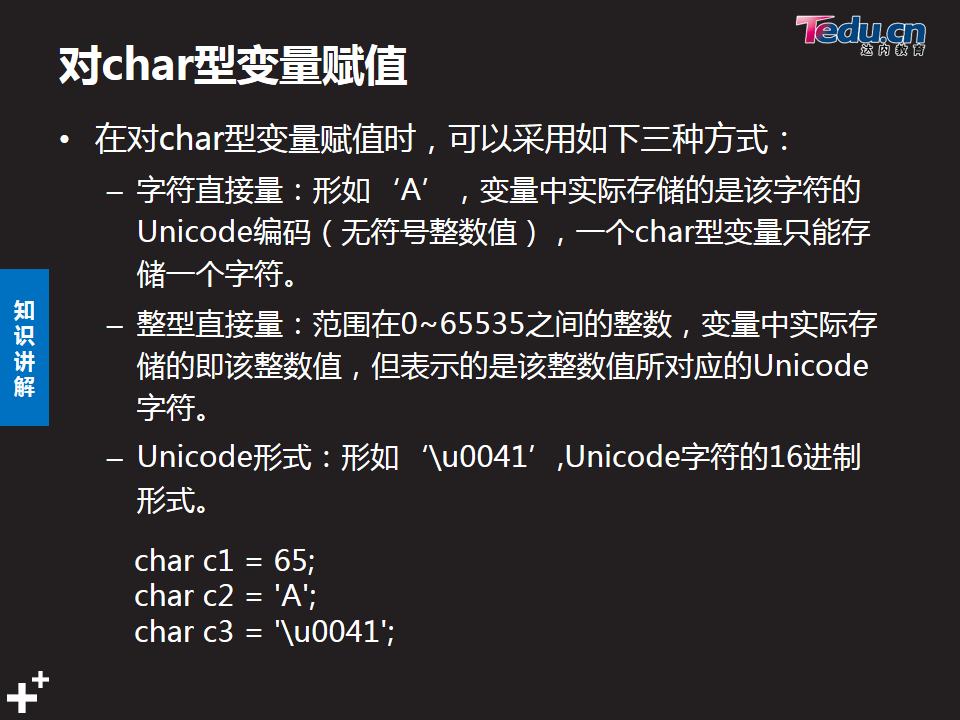 Tedu.cn
达内教育
对char型变量赋值
• 在对char型变量赋值时，可以采用如下三种方式：
– 字符直接量：形如‘A’，变量中实际存储的是该字符的
Unicode编码（无符号整数值），一个char型变量只能存
储一个字符。
– 整型直接量：范围在0~65535之间的整数，变量中实际存
储的即该整数值，但表示的是该整数值所对应的Unicode
字符。
– Unicode形式：形如‘\u0041’,Unicode字符的16进制
形式。
char c1 = 65;
char c2 = 'A';
char c3 = '\u0041';
知
识
讲
解